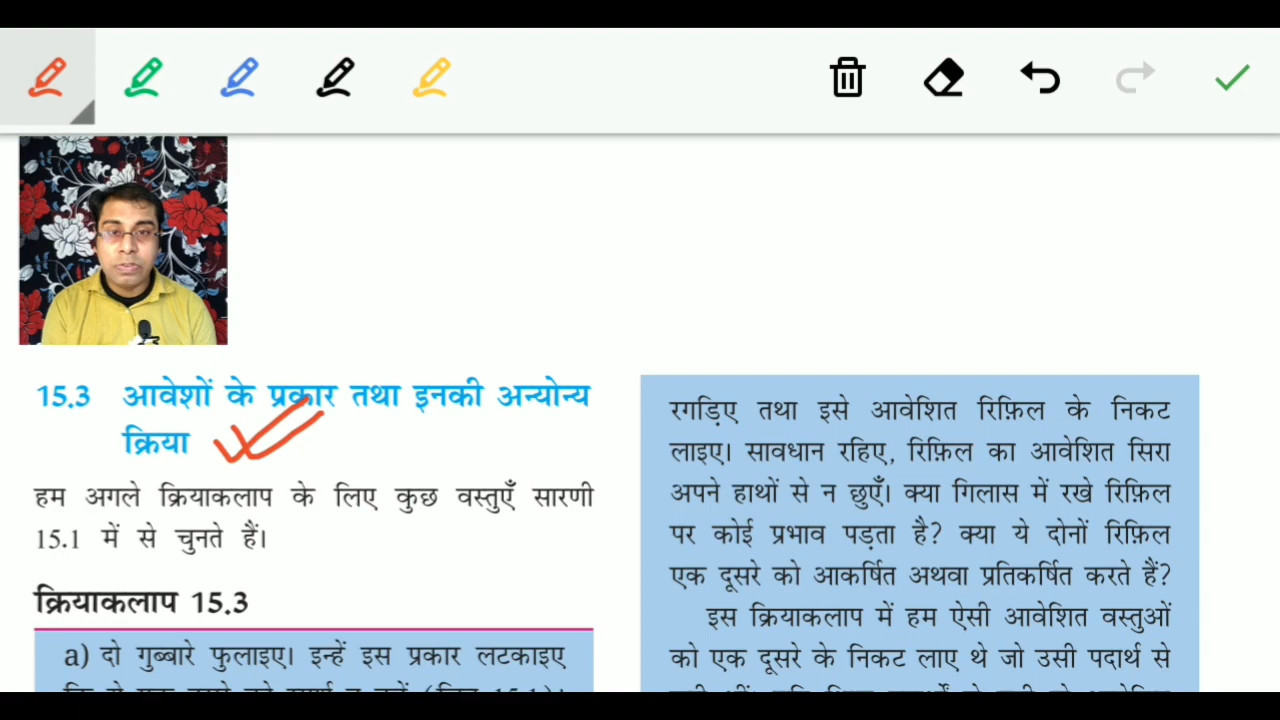 15.3 आवेशों के प्रकार तथा इनकी अन्योन्य
क्रिया
हम अगले क्रियाकलाप के लिए कुछ वस्तुएँ सारणी
15.1 में से चुनते हैं।
क्रियाकलाप 15.3
a) दो गुब्बारे फुलाइए। इन्हें इस प्रकार लटकाइए
रगड़िए तथा इसे आवेशित रिफ़िल के निकट
लाइए। सावधान रहिए, रिफ़िल का आवेशित सिरा
अपने हाथों से न छुएँ। क्या गिलास में रखे रिफ़िल
पर कोई प्रभाव पड़ता है? क्या ये दोनों रिफ़िल
एक दूसरे को आकर्षित अथवा प्रतिकर्षित करते हैं?
इस क्रियाकलाप में हम ऐसी आवेशित वस्तुओं
को एक दूसरे के निकट लाए थे जो उसी पदार्थ से